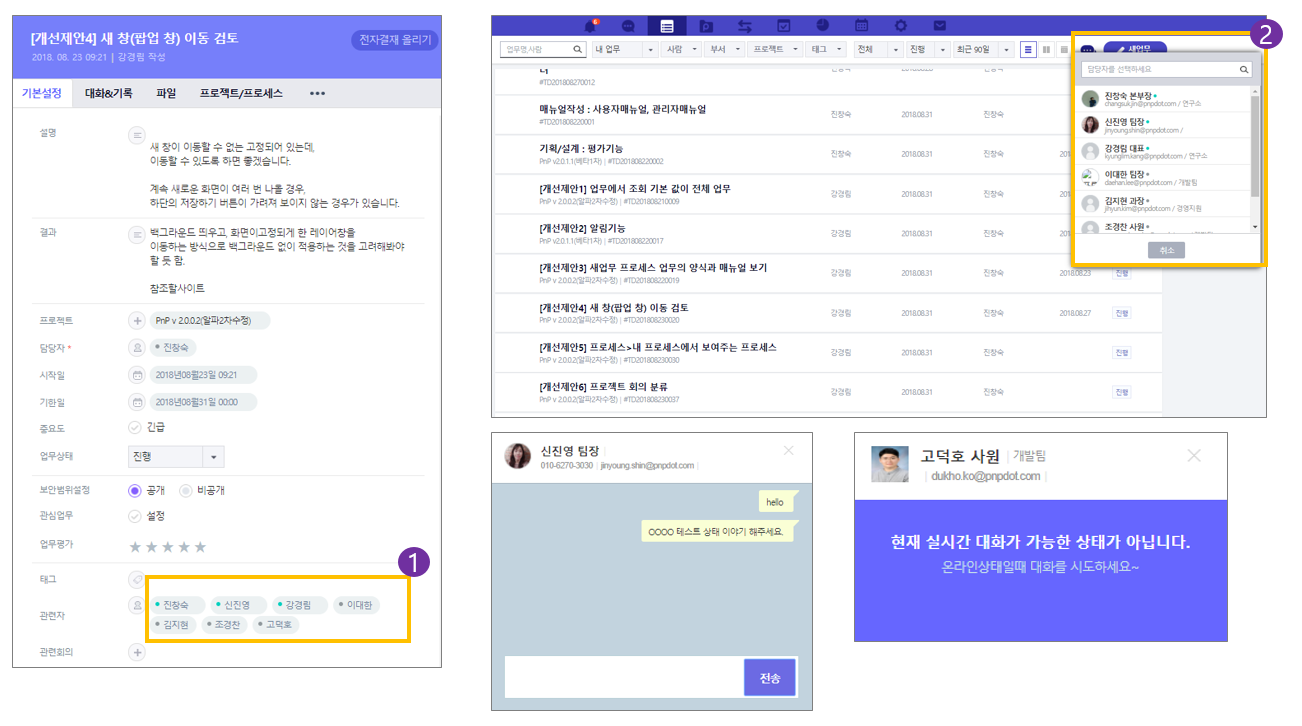 [개선제안4] 새 창(팝업 창) 이동 검토
전자결재 올리기
2018. 08. 23 09:21 | 강경림 작성
기본설정 대화&기록 파일 프로젝트/프로세스 •••
설명
새 창이 이동할 수 없는 고정되어 있는데,
이동할 수 있도록 하면 좋겠습니다.
계속 새로운 화면이 여러 번 나올 경우,
하단의 저장하기 버튼이 가려져 보이지 않는 경우가 있습니다.
결과
백그라운드 띄우고, 화면이고정되게 한 레이어창을
이동하는 방식으로 백그라운드 없이 적용하는 것을 고려해봐야
할 듯 함.
참조할사이트
프로젝트 PnP v 2.0.0.2(알파2차수정)
담당자 * 진창숙
시작일 2018년08월23일 09:21
기한일 2018년08월31일 00:00
중요도 긴급
업무상태 진행
보안범위설정 공개 비공개
관심업무 설정
업무평가 ★★★★★
태그
1
관련자
진창숙 신진영 강경림 이대한
김지현 조경찬 고덕호
관련회의
6
업무명,사람 내 업무 사람 부서 프로젝트 태그 전체 진행 최근 90일 새업무
2
#TD201808270012
매뉴얼작성 : 사용자매뉴얼, 관리자매뉴얼
#TD201808220001
진창숙 2018.08.31 진창숙
기획/설계 : 평가기능
PnP v2.0.1.1(베타1차) | #TD201808220002
진창숙 2018.08.31 진창숙
[개선제안1] 업무에서 조회 기본 값이 전체 업무
PnP v 2.0.0.2(알파2차수정) | #TD201808210009
강경림 2018.08.31 진창숙
[개선제안2] 알림기능
PnP v2.0.1.1(베타1차) | #TD201808220017
강경림 2018.08.31 진창숙
[개선제안3] 새업무 프로세스 업무의 양식과 매뉴얼 보기
PnP v 2.0.0.2(알파2차수정) | #TD201808220019
강경림 2018.08.31 진창숙 2018.08.23 진행
[개선제안4] 새 창(팝업 창) 이동 검토
PnP v 2.0.0.2(알파2차수정) | #TD201808230020
강경림 2018.08.31 진창숙 2018.08.27 진행
[개선제안5] 프로세스>내 프로세스에서 보여주는 프로세스
PnP v 2.0.0.2(알파2차수정) | #TD201808230030
강경림 2018.08.31 진창숙 진행
[개선제안6] 프로젝트 회의 분류
PnP v 2.0.0.2(알파2차수정) | #TD201808230037
강경림 2018.08.31 진창숙 진행
담당자를 선택하세요
진창숙 본부장
changsuk.jin@pnpdot.com / 연구소
신진영 팀장
jinyoung.shin@pnpdot.com /
강경림 대표
kyunglim.kang@pnpdot.com / 연구소
이대한 팀장
daehan.lee@pnpdot.com / 개발팀
김지현 과장
jihyun.kim@pnpdot.com / 경영지원
조경찬 사원
취소
신진영 팀장
010-6270-3030 | jinyoung.shin@pnpdot.com |
hello
OOOO 테스트 상태 이야기 해주세요.
전송
고덕호 사원 | 개발팀
| dukho.ko@pnpdot.com |
현재 실시간 대화가 가능한 상태가 아닙니다.
온라인상태일때 대화를 시도하세요~